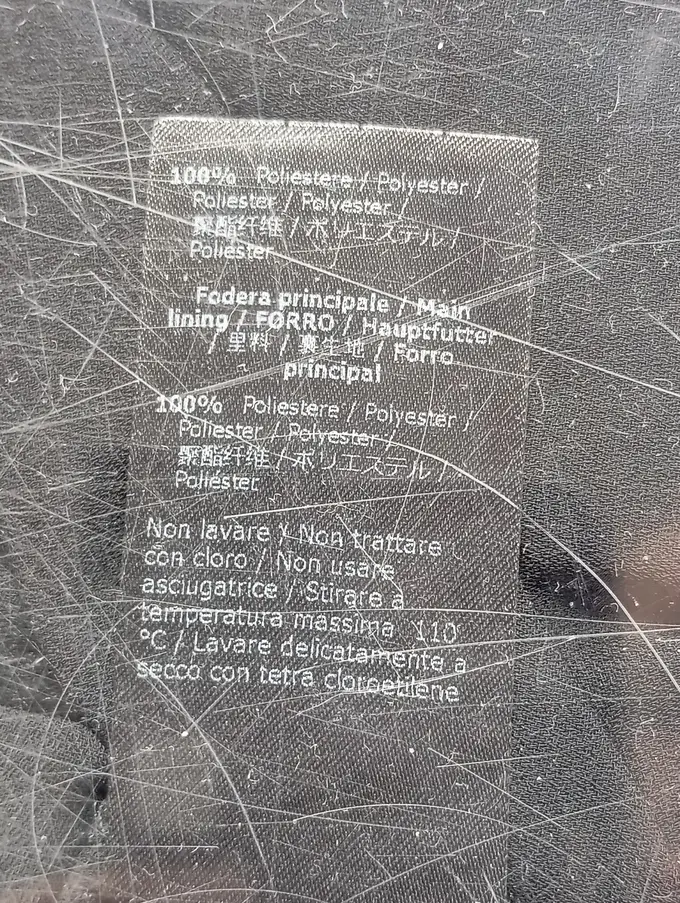 100% Poliestere / Polyester /
Poliester / Polyester
聚酯纤维 / ポリエステル /
Poliéster
Fodera principale / Main
lining / FORRO / Hauptfutter
/ 里料 / 裏生地 / Forro
principal
100% Poliestere / Polyester /
Poliester / Polyester /
聚酯纤维 / ポリエステル /
Poliéster
Non lavare / Non trattare
con cloro / Non usare
asciugatrice / Stirare a
temperatura massima 110
°C / Lavare delicatamente a
secco con tetra cloroetilene